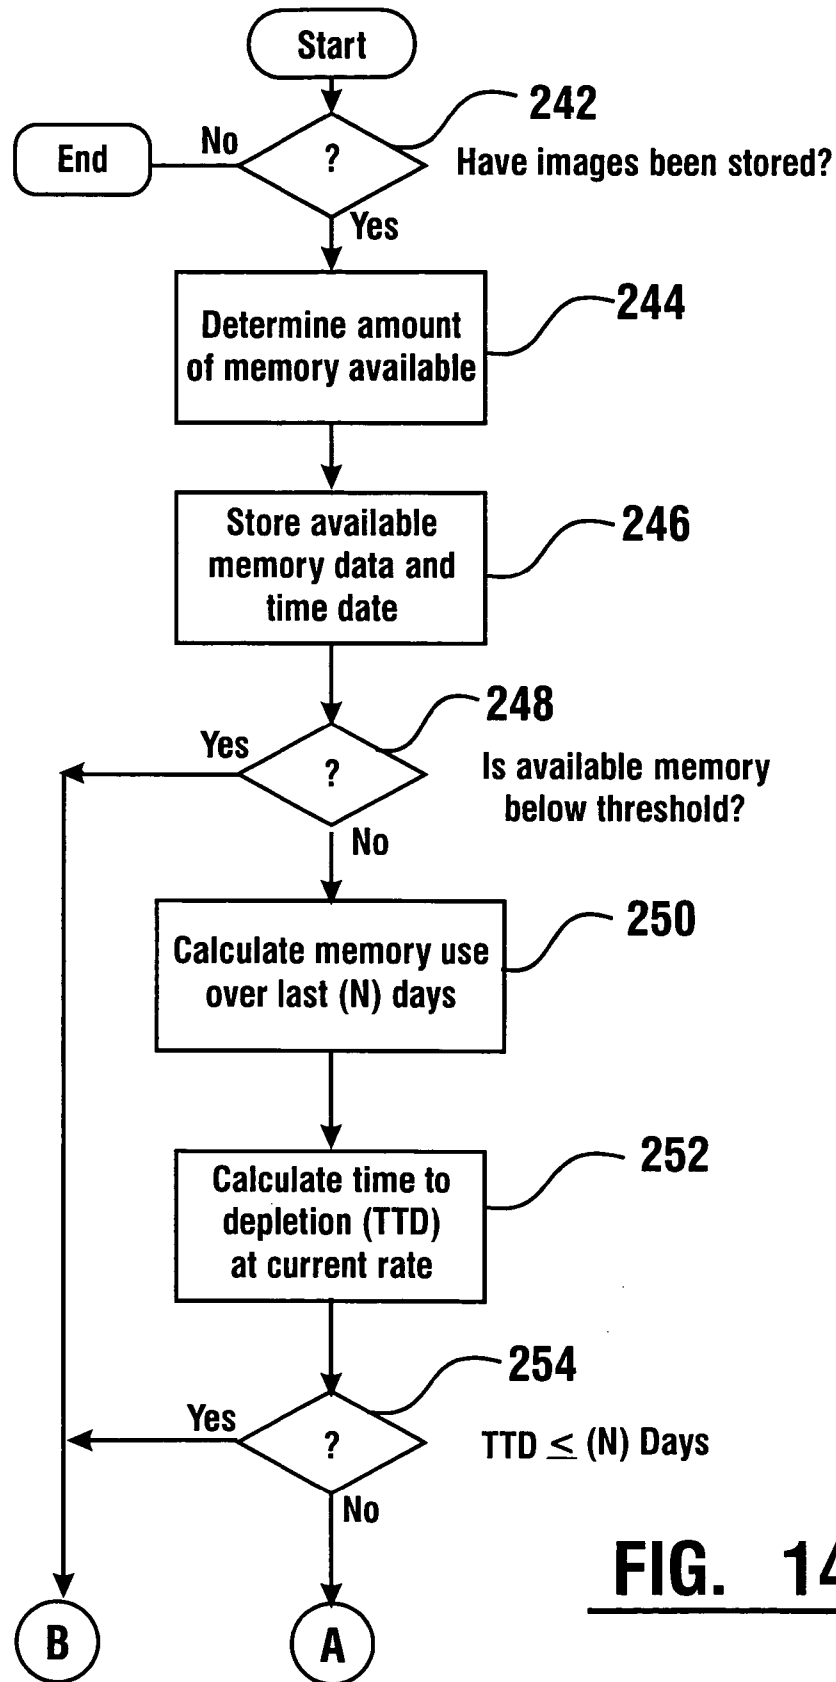 Start
242
?
Have images been stored?
No
End
Yes
Determine amount
of memory available
244
Store available
memory data and
time date
246
248
Yes
?
Is available memory
below threshold?
No
Calculate memory use
over last (N) days
250
Calculate time to
depletion (TTD)
at current rate
252
254
Yes
?
TTD ≤ (N) Days
No
FIG. 14
B
A